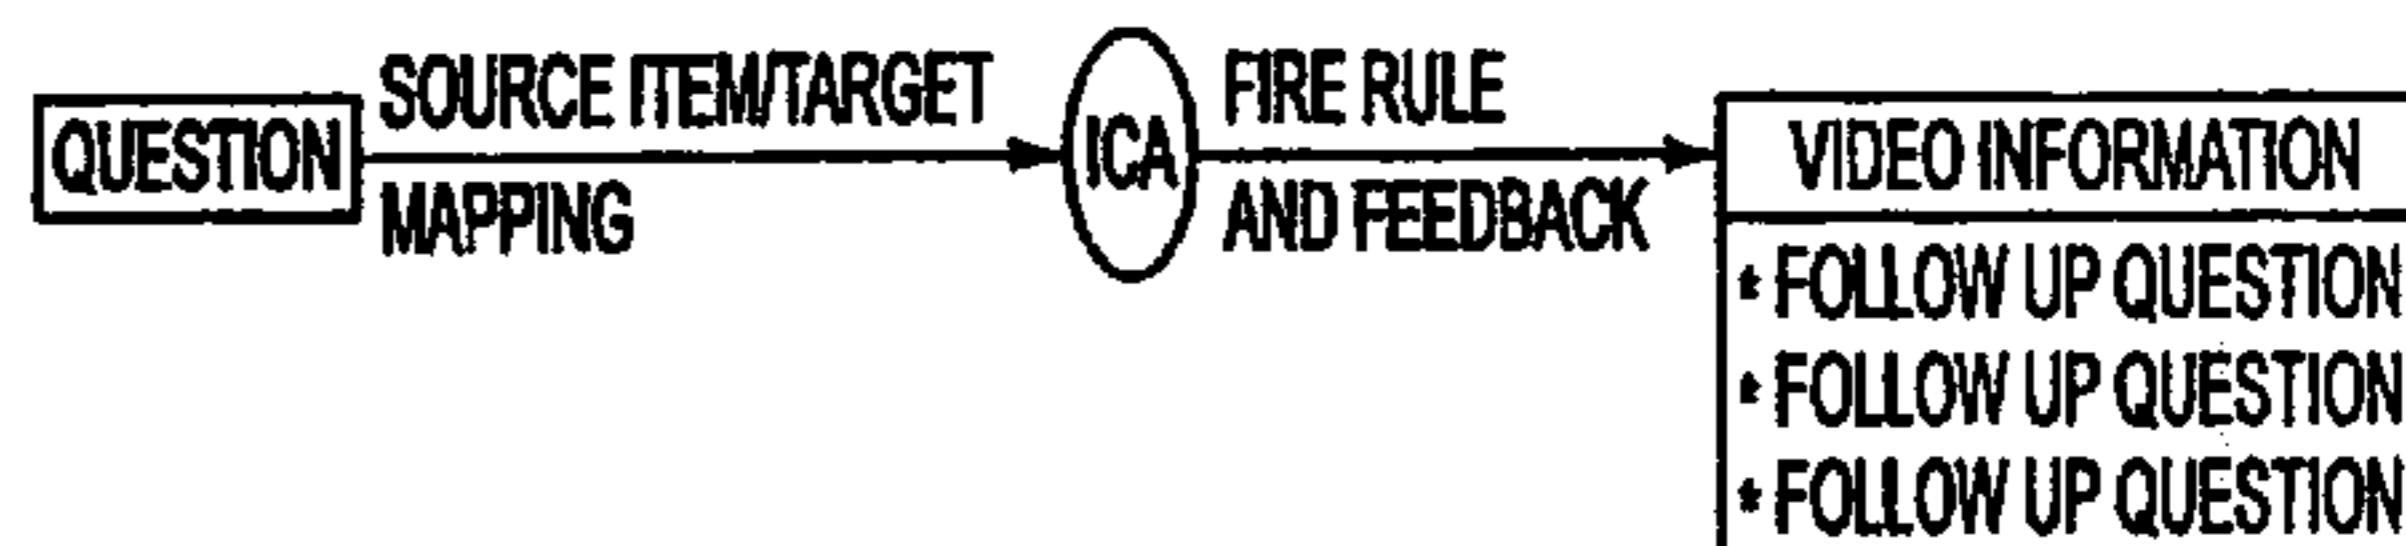 QUESTION
SOURCE ITEM/TARGET
MAPPING
ICA
FIRE RULE
AND FEEDBACK
VIDEO INFORMATION
* FOLLOW UP QUESTION
* FOLLOW UP QUESTION
* FOLLOW UP QUESTION